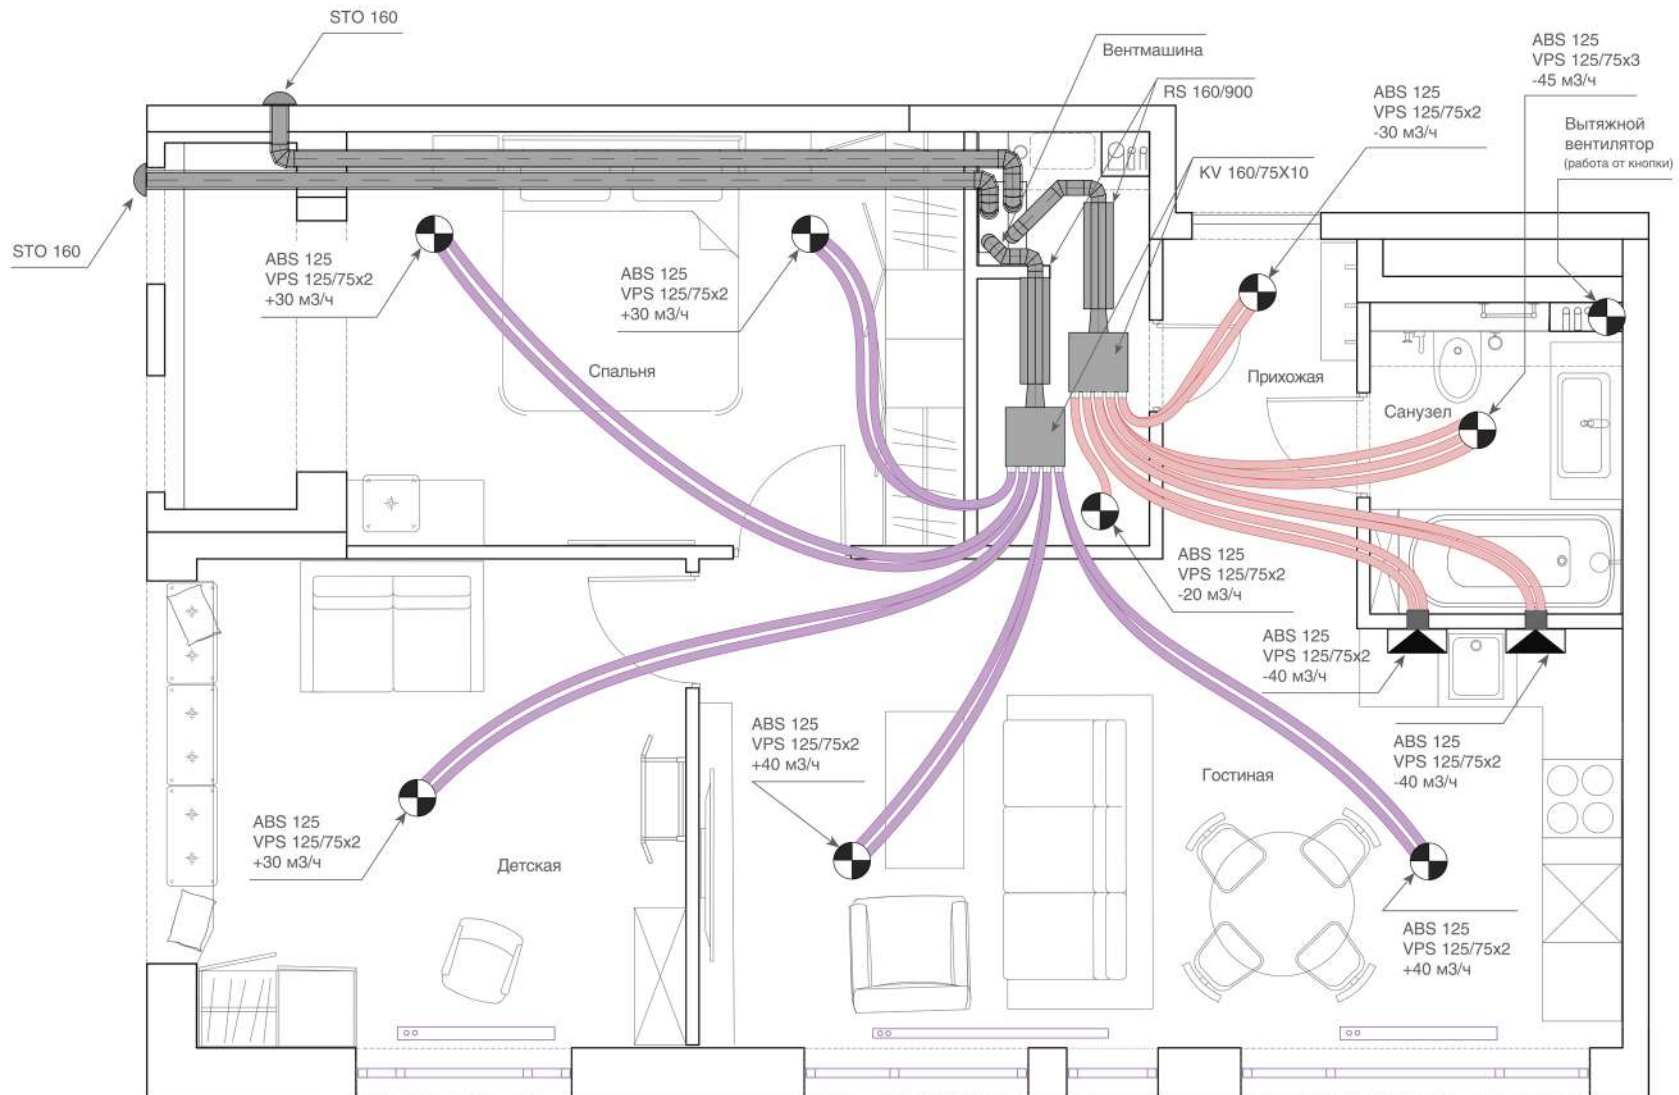 STO 160
Вентмашина
RS 160/900
KV 160/75X10
ABS 125
VPS 125/75x2
-30 м3/ч
ABS 125
VPS 125/75x3
-45 м3/ч
Вытяжной
вентилятор
(работа от кнопки)
STO 160
ABS 125
VPS 125/75x2
+30 м3/ч
ABS 125
VPS 125/75x2
+30 м3/ч
Спальня
Прихожая
Санузел
ABS 125
VPS 125/75x2
-20 м3/ч
ABS 125
VPS 125/75x2
-40 м3/ч
ABS 125
VPS 125/75x2
-40 м3/ч
ABS 125
VPS 125/75x2
+40 м3/ч
Гостиная
ABS 125
VPS 125/75x2
+30 м3/ч
Детская
ABS 125
VPS 125/75x2
+40 м3/ч